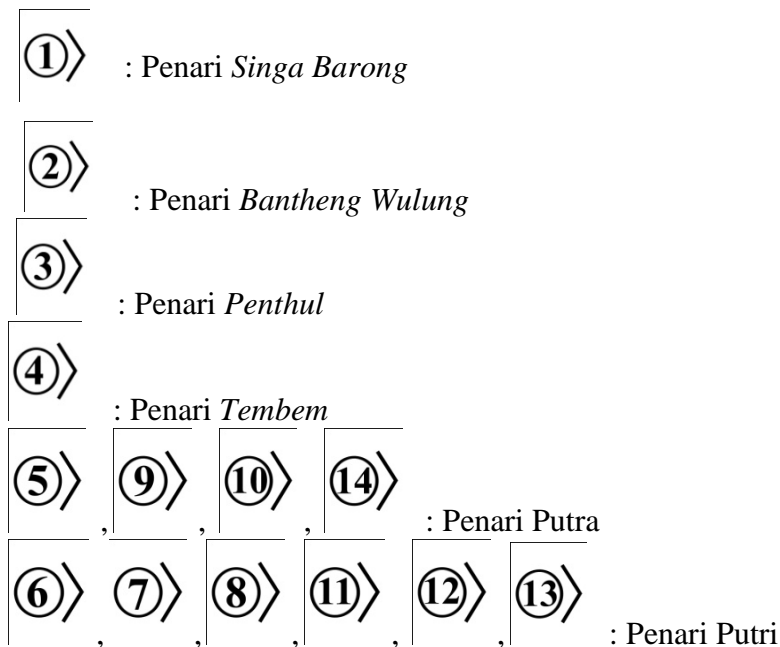 ① : Penari Singa Barong
② : Penari Bantheng Wulung
③ : Penari Penthul
④ : Penari Tembem
⑤ , ⑨ , ⑩ , ⑭ : Penari Putra
⑥ , ⑦ , ⑧ , ⑪ , ⑫ , ⑬ : Penari Putri